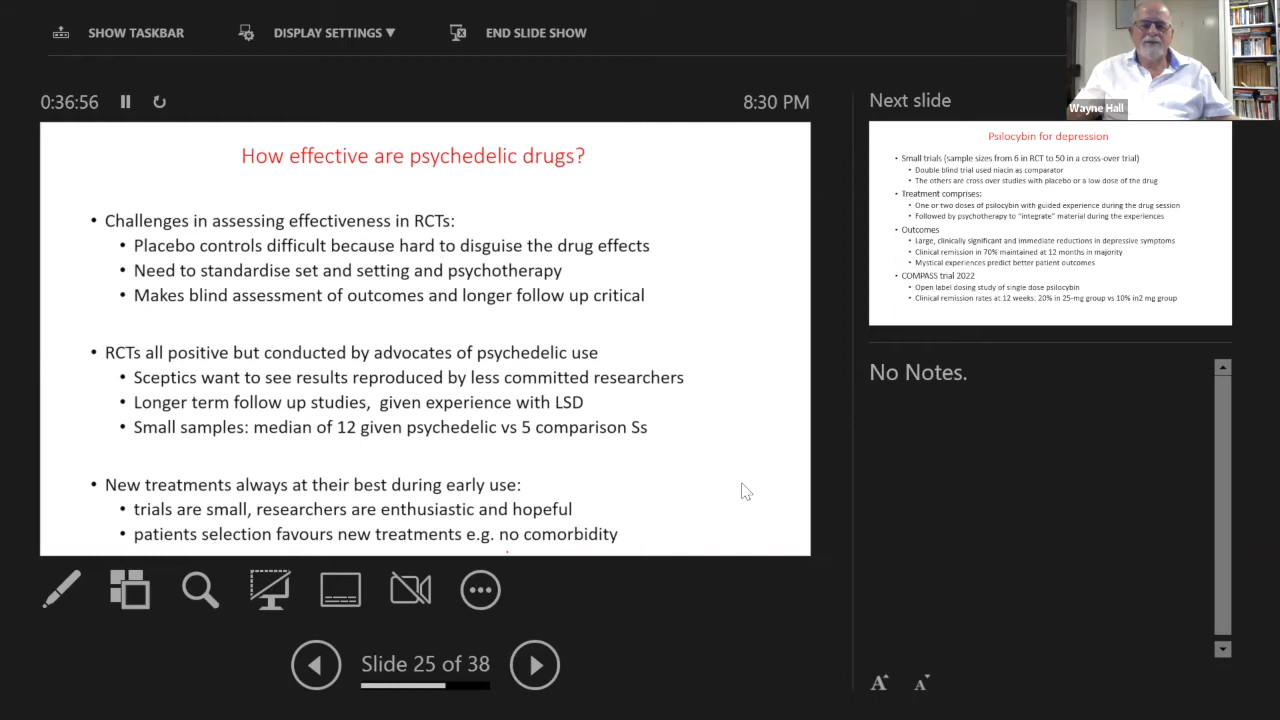 SHOW TASKBAR
DISPLAY SETTINGS ▼
END SLIDE SHOW
0:36:56
8:30 PM
How effective are psychedelic drugs?
• Challenges in assessing effectiveness in RCTs:
• Placebo controls difficult because hard to disguise the drug effects
• Need to standardise set and setting and psychotherapy
• Makes blind assessment of outcomes and longer follow up critical
• RCTs all positive but conducted by advocates of psychedelic use
• Sceptics want to see results reproduced by less committed researchers
• Longer term follow up studies, given experience with LSD
• Small samples: median of 12 given psychedelic vs 5 comparison Ss
• New treatments always at their best during early use:
• trials are small, researchers are enthusiastic and hopeful
• patients selection favours new treatments e.g. no comorbidity
Slide 25 of 38
Wayne Hall
Next slide
Psilocybin for depression
• Small trials (sample sizes from 6 in RCT to 50 in a cross-over trial)
• Double blind trial used niacin as comparator
• The others are cross over studies with placebo or a low dose of the drug
• Treatment comprises:
• One or two doses of psilocybin with guided experience during the drug session
• Followed by psychotherapy to "integrate" material during the experiences
• Outcomes
• Large, clinically significant and immediate reductions in depressive symptoms
• Clinical remission in 70% maintained at 12 months in majority
• Mystical experiences predict better patient outcomes
• COMPASS trial 2022
• Open label dosing study of single dose psilocybin
• Clinical remission rates at 12 weeks: 20% in 25-mg group vs 10% in2 mg group
No Notes.
A A